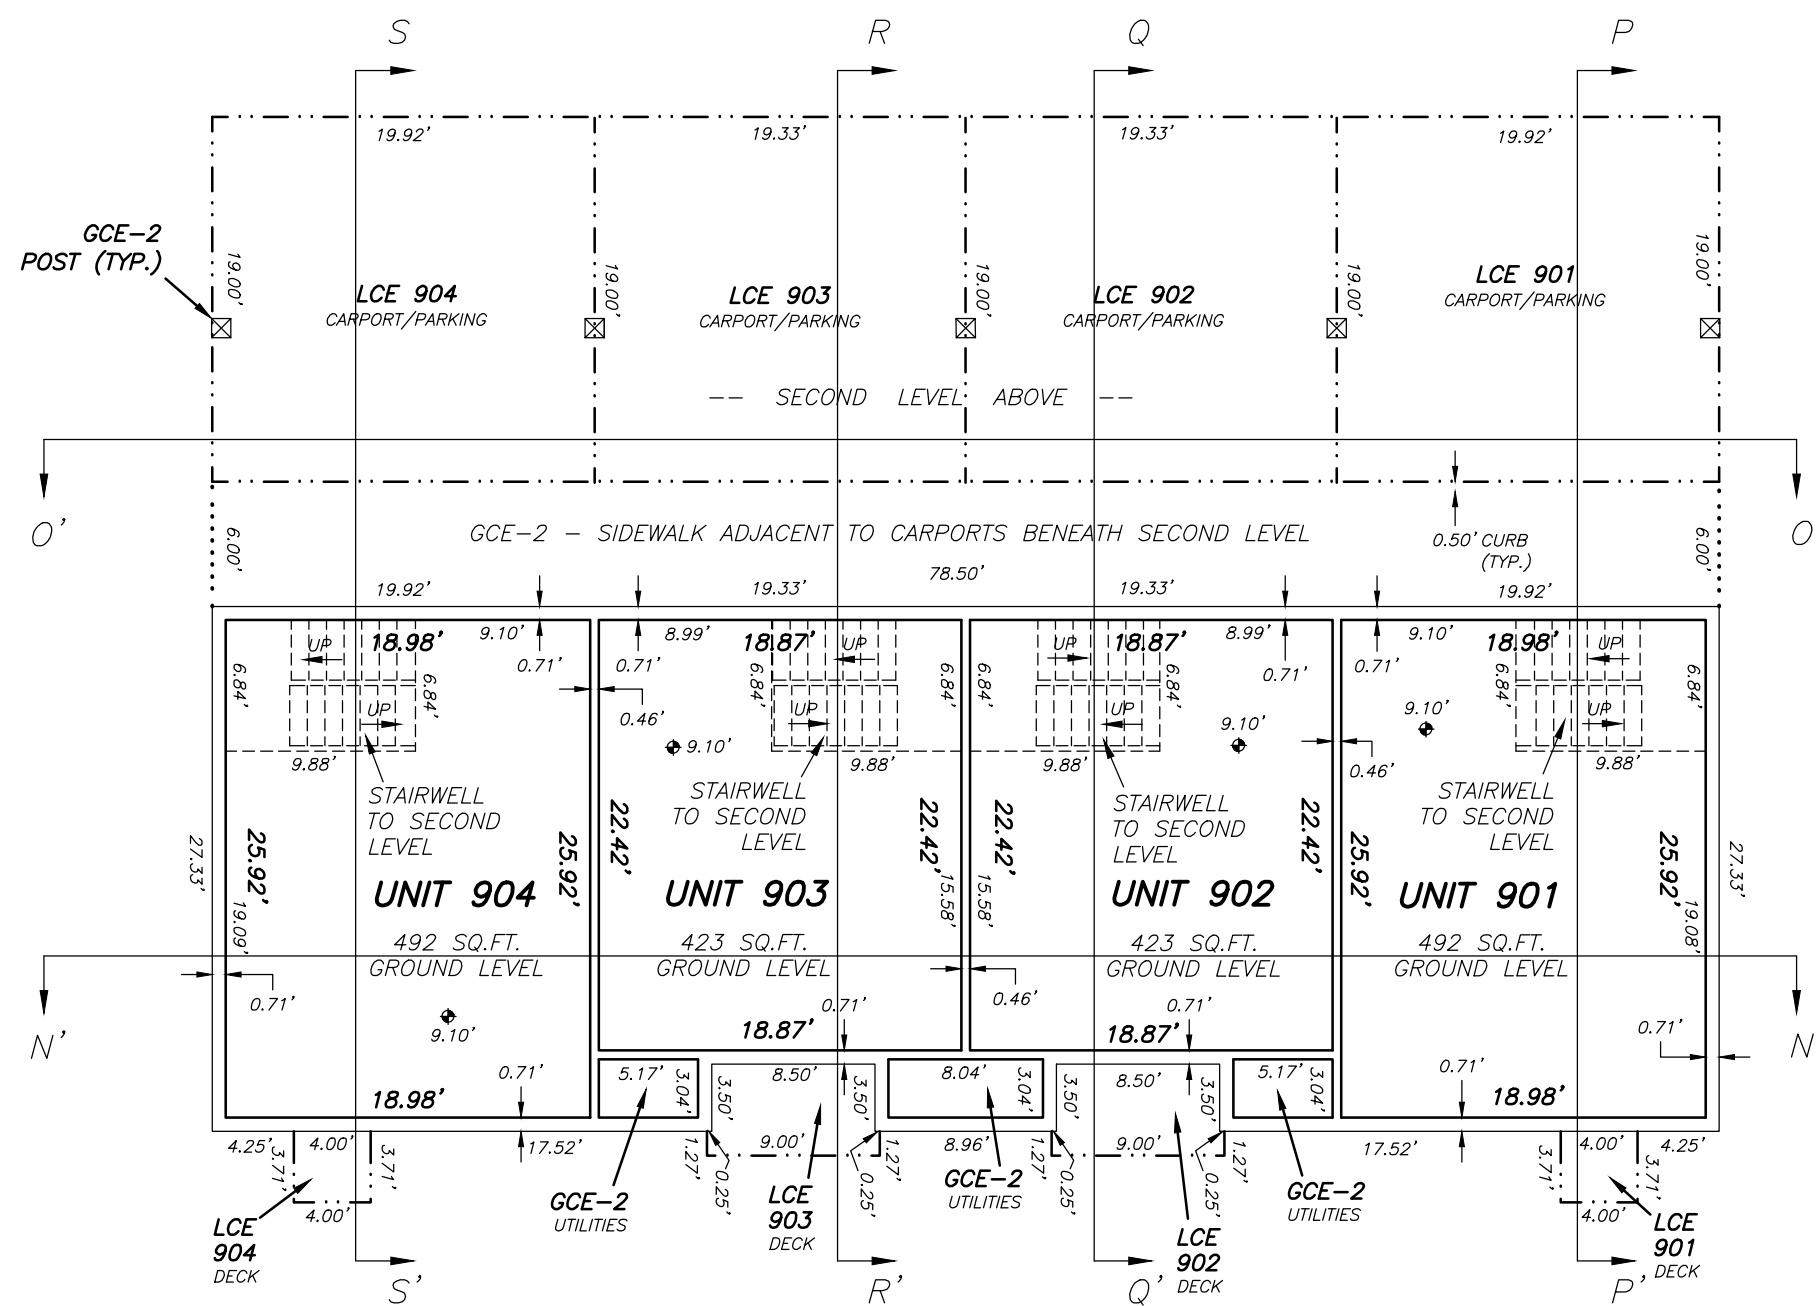 S
R
Q
P
19.92'
19.33'
19.33'
19.92'
GCE-2
POST (TYP.)
19.00'
19.00'
19.00'
19.00'
19.00'
LCE 904
CARPORT/PARKING
LCE 903
CARPORT/PARKING
LCE 902
CARPORT/PARKING
LCE 901
CARPORT/PARKING
-- SECOND LEVEL ABOVE --
O'
O
6.00'
GCE-2 - SIDEWALK ADJACENT TO CARPORTS BENEATH SECOND LEVEL
0.50' CURB
(TYP.)
6.00'
78.50'
19.92'
19.33'
19.33'
19.92'
UP
18.98'
9.10'
0.71'
0.71'
8.99'
18.87'
UP
UP
18.87'
8.99'
0.71'
0.71'
9.10'
18.98'
UP
6.84'
6.84'
6.84'
6.84'
6.84'
6.84'
6.84'
UP
UP
UP
UP
0.46'
9.10'
9.10'
9.10'
0.46'
9.88'
9.88'
9.88'
9.88'
STAIRWELL
TO SECOND
LEVEL
STAIRWELL
TO SECOND
LEVEL
STAIRWELL
TO SECOND
LEVEL
STAIRWELL
TO SECOND
LEVEL
27.33'
25.92'
25.92'
22.42'
22.42'
22.42'
22.42'
25.92'
25.92'
27.33'
UNIT 904
UNIT 903
UNIT 902
UNIT 901
19.09'
15.58'
15.58'
19.08'
492 SQ.FT.
GROUND LEVEL
423 SQ.FT.
GROUND LEVEL
423 SQ.FT.
GROUND LEVEL
492 SQ.FT.
GROUND LEVEL
0.71'
0.71'
0.46'
0.71'
0.71'
N'
N
9.10'
18.87'
18.87'
18.98'
0.71'
5.17'
3.04'
3.50'
8.50'
3.50'
8.04'
3.04'
3.50'
8.50'
3.50'
5.17'
3.04'
0.71'
18.98'
4.25'
4.00'
3.71'
3.71'
17.52'
1.27'
9.00'
1.27'
8.96'
1.27'
9.00'
1.27'
17.52'
3.71'
4.00'
3.71'
4.25'
0.25'
0.25'
0.25'
0.25'
4.00'
4.00'
LCE
904
DECK
GCE-2
UTILITIES
LCE
903
DECK
GCE-2
UTILITIES
LCE
902
DECK
GCE-2
UTILITIES
LCE
901
DECK
S'
R'
Q'
P'